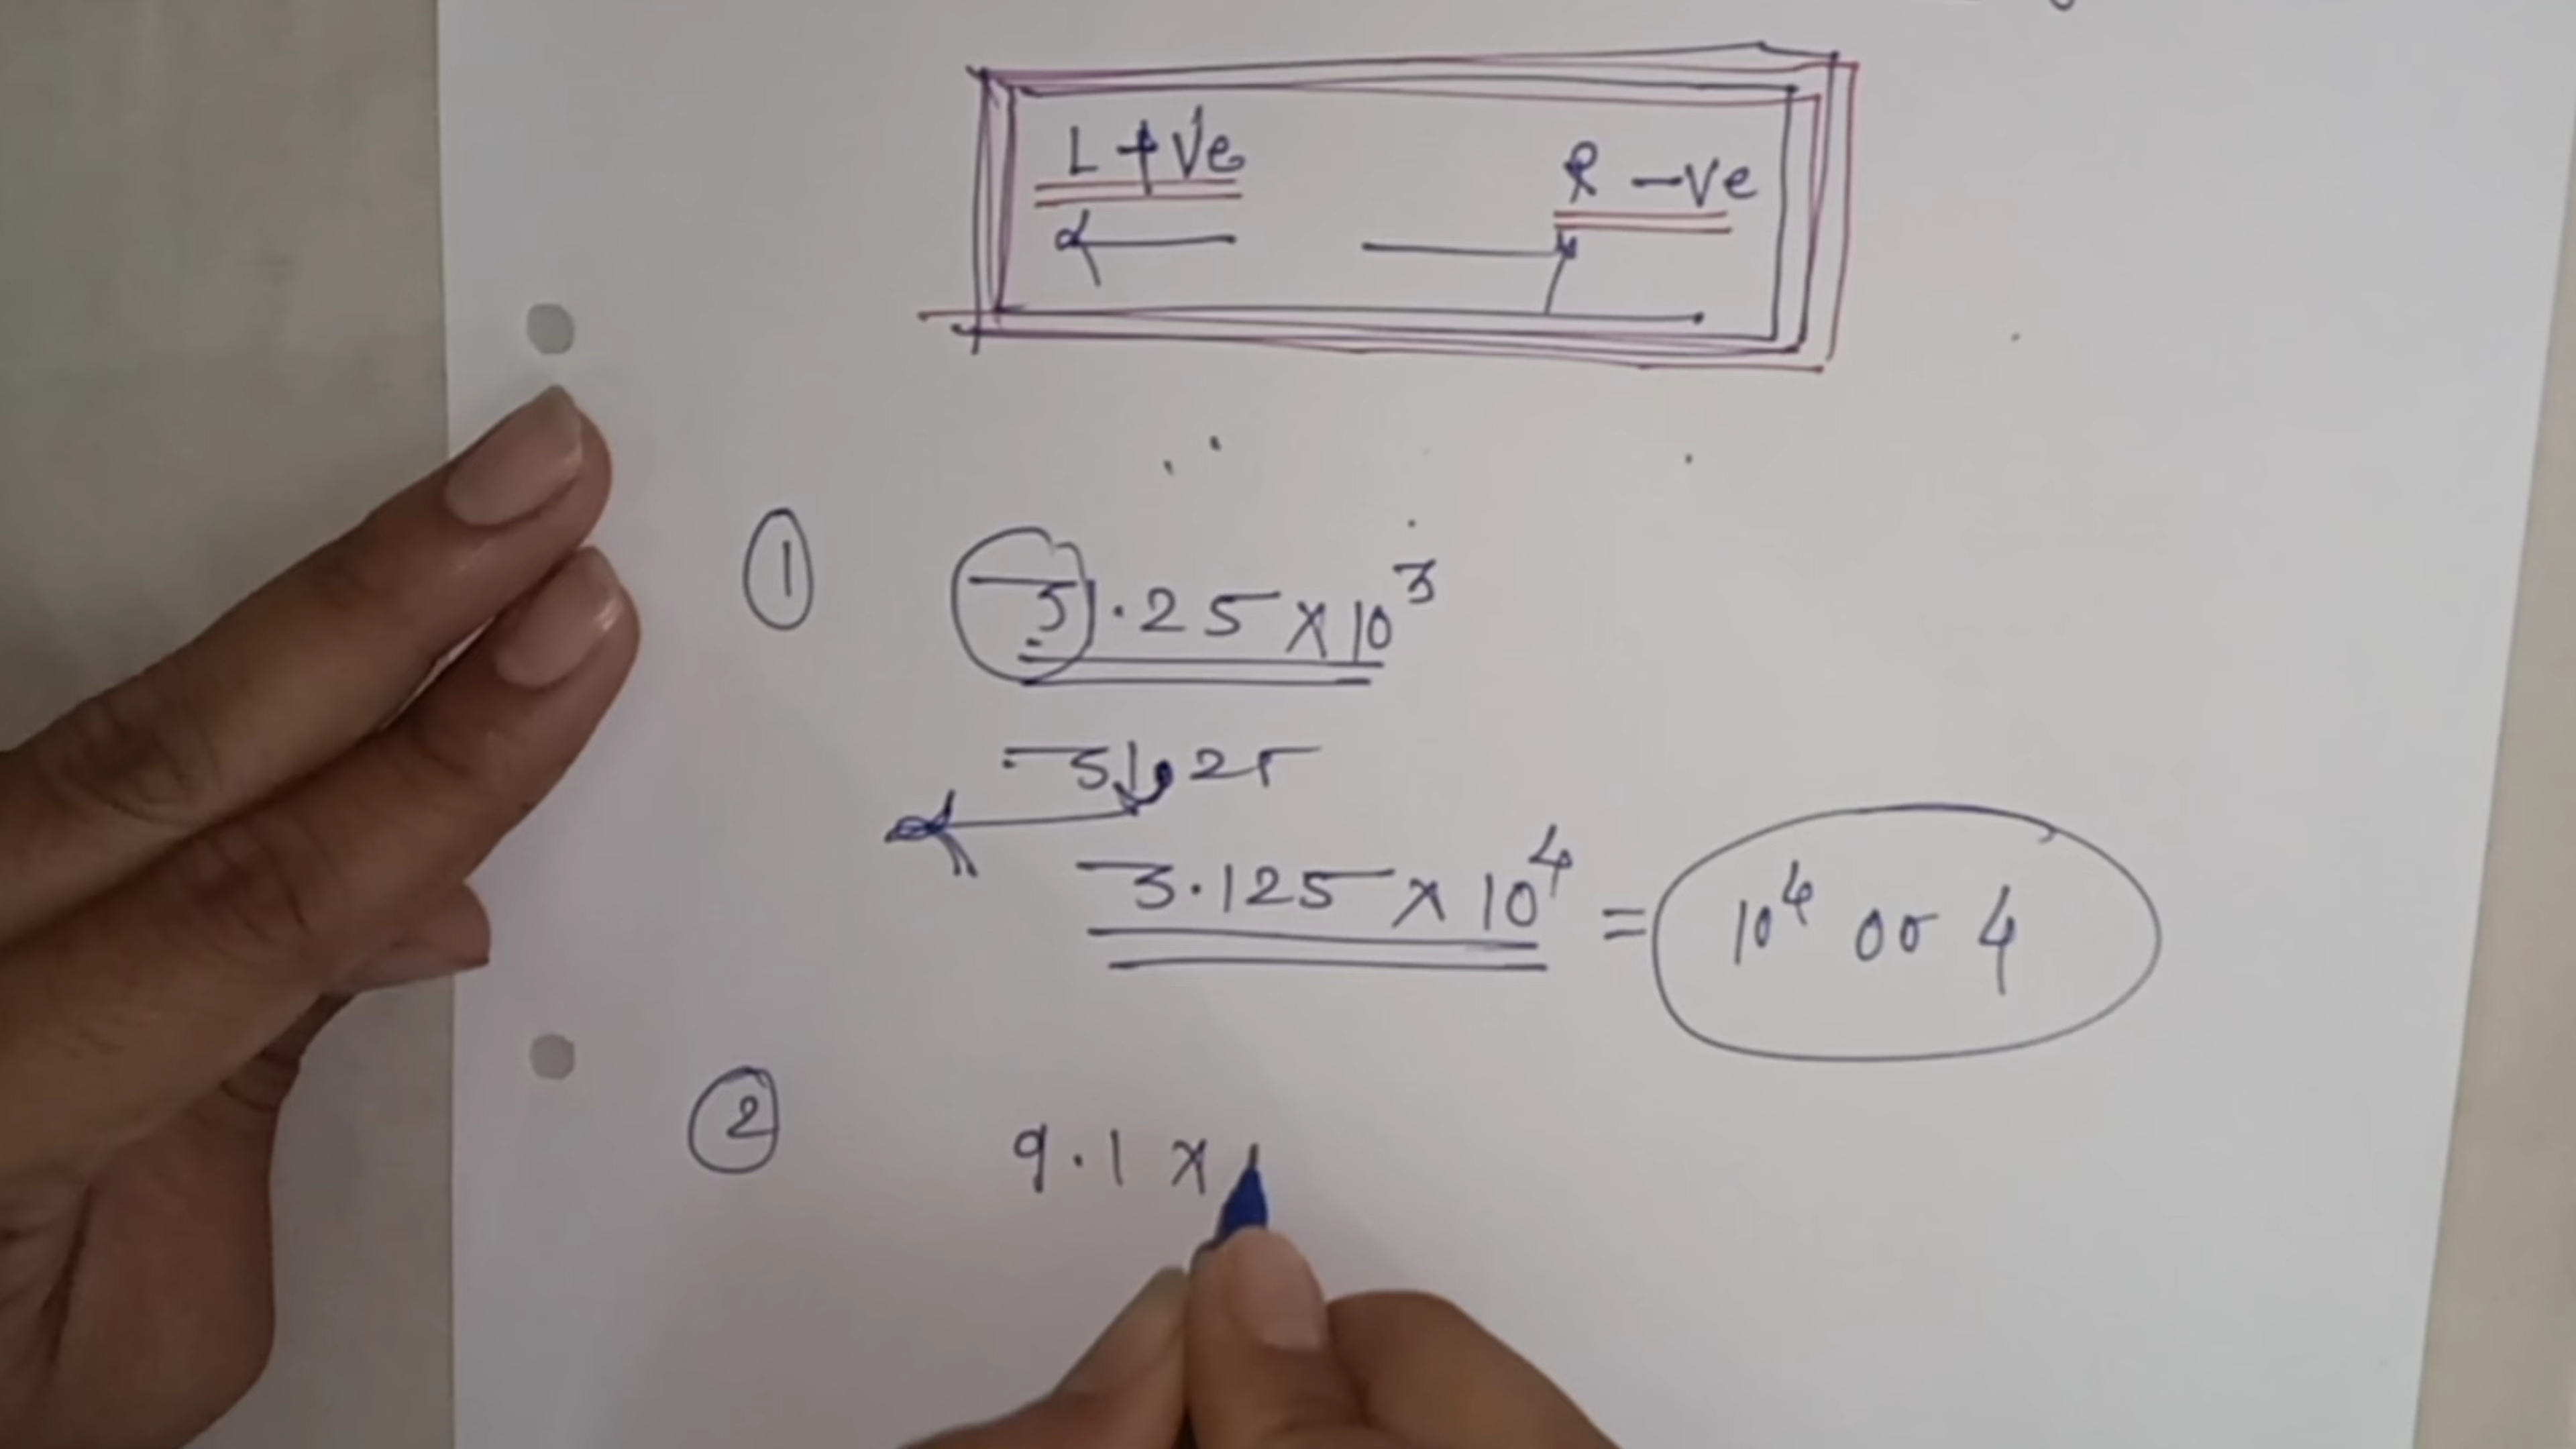 L +Ve R -Ve
① 31.25 × 10³
31.25
3.125 × 10⁴ = 10⁴ or 4
② 9.1 ×